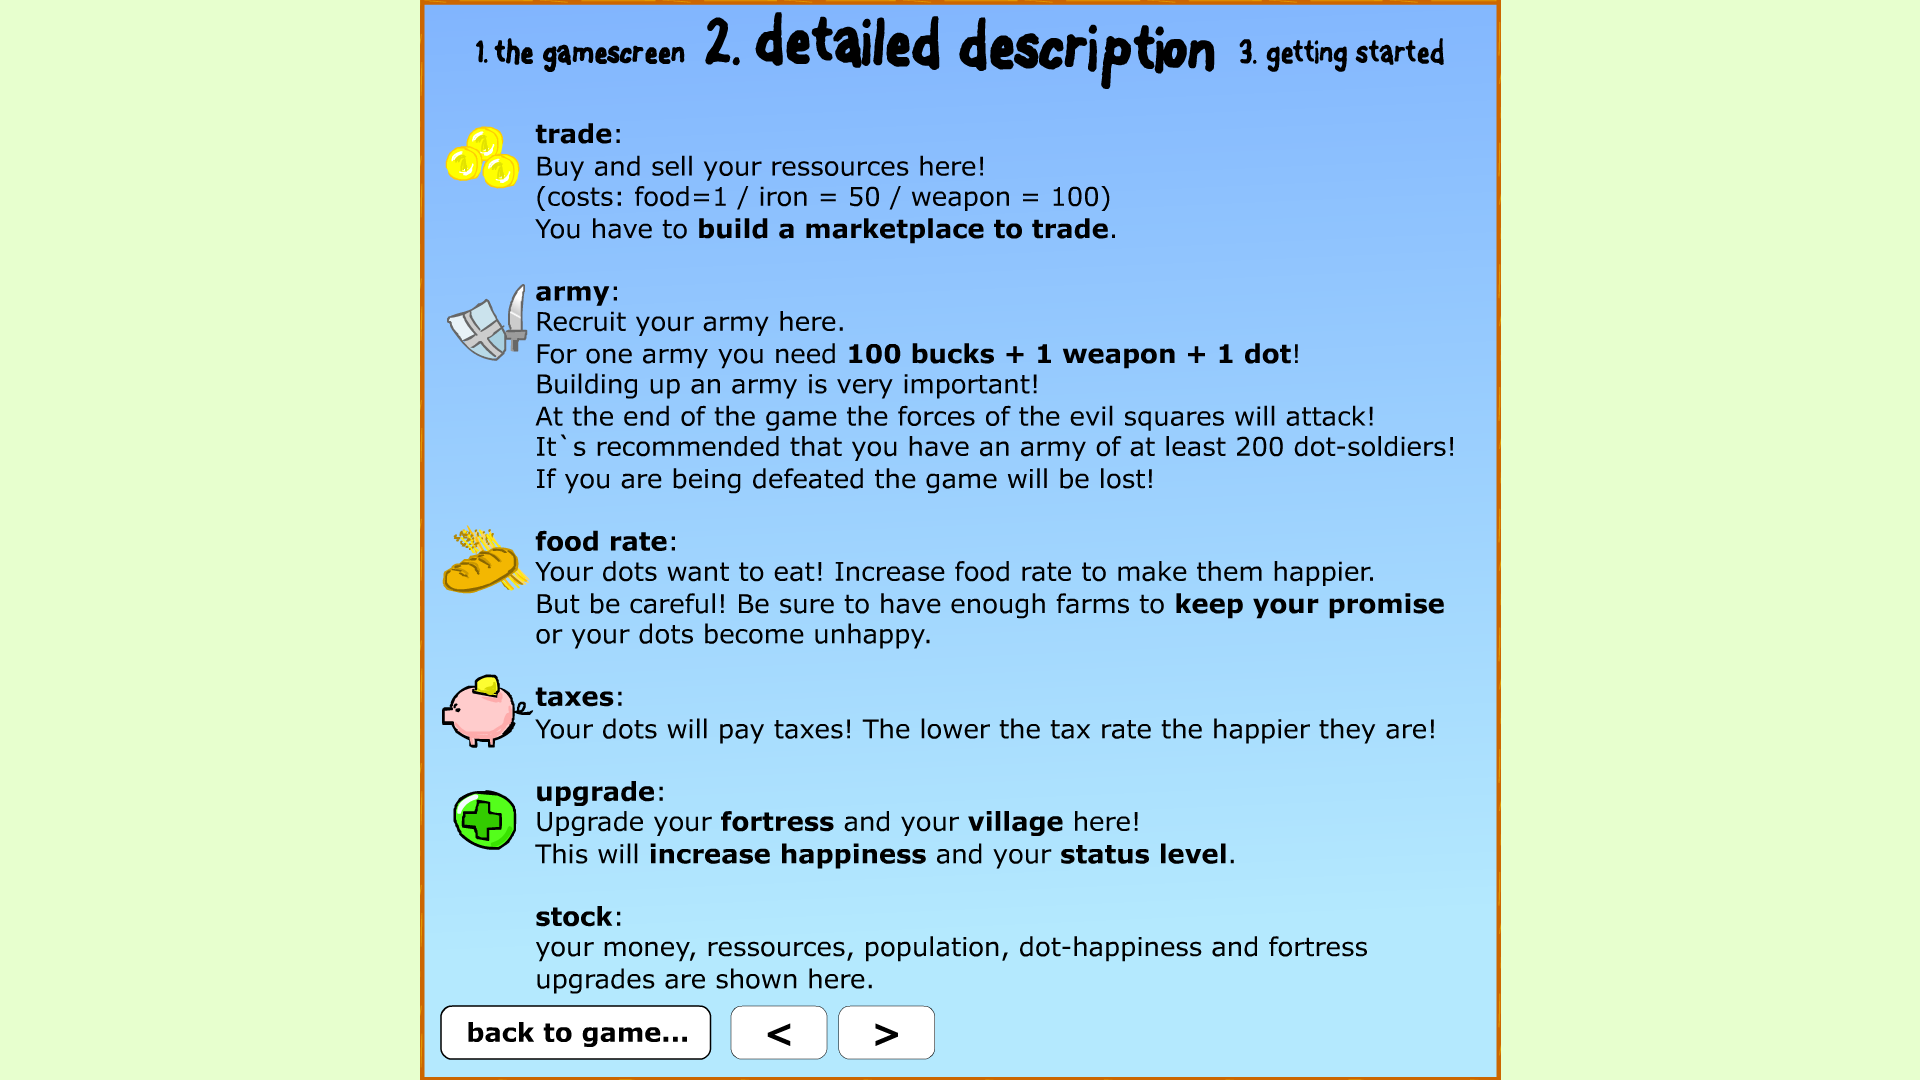 1. the gamescreen 2. detailed description 3. getting started
trade:
Buy and sell your ressources here!
(costs: food=1 / iron = 50 / weapon = 100)
You have to build a marketplace to trade.
army:
Recruit your army here.
For one army you need 100 bucks + 1 weapon + 1 dot!
Building up an army is very important!
At the end of the game the forces of the evil squares will attack!
It`s recommended that you have an army of at least 200 dot-soldiers!
If you are being defeated the game will be lost!
food rate:
Your dots want to eat! Increase food rate to make them happier.
But be careful! Be sure to have enough farms to keep your promise
or your dots become unhappy.
taxes:
Your dots will pay taxes! The lower the tax rate the happier they are!
upgrade:
Upgrade your fortress and your village here!
This will increase happiness and your status level.
stock:
your money, ressources, population, dot-happiness and fortress
upgrades are shown here.
back to game... < >